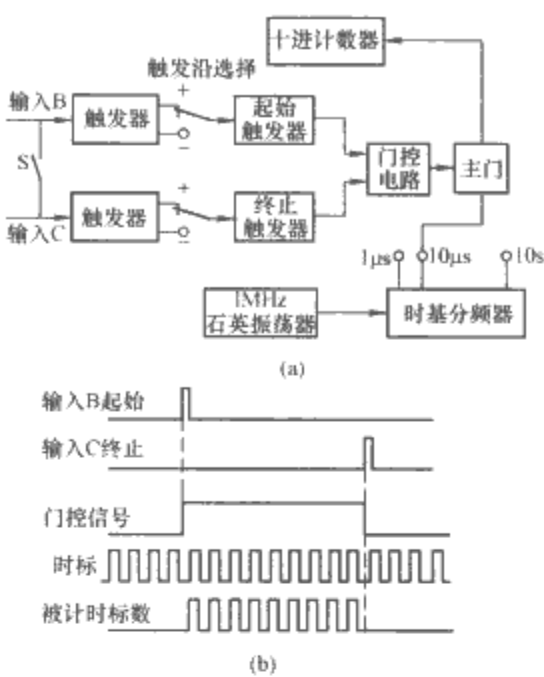 十进计数器
触发沿选择
输入B
+
触发器
起始
触发器
−
门控
电路
主门
S
+
触发器
终止
触发器
输入C
−
1μs
10μs
10s
1MHz
石英振荡器
时基分频器
(a)
输入B起始
输入C终止
门控信号
时标
被计时标数
(b)